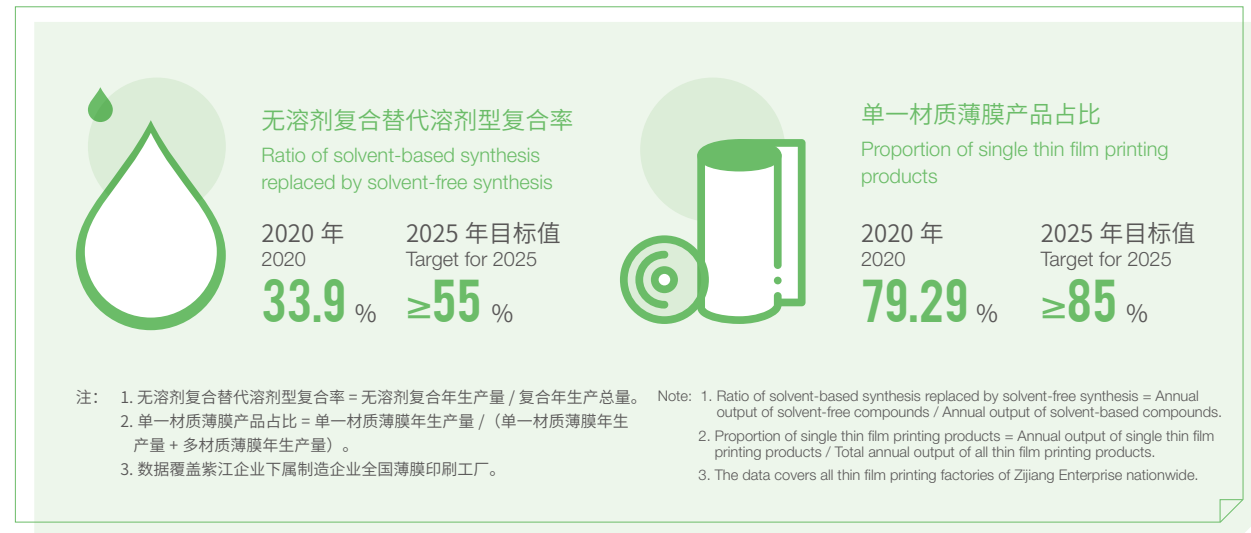 无溶剂复合替代溶剂型复合率
Ratio of solvent-based synthesis
replaced by solvent-free synthesis
2020 年
2020
33.9 %
2025 年目标值
Target for 2025
≥55 %
单一材质薄膜产品占比
Proportion of single thin film printing
products
2020 年
2020
79.29 %
2025 年目标值
Target for 2025
≥85 %
注： 1. 无溶剂复合替代溶剂型复合率 = 无溶剂复合年生产量 / 复合年生产总量。
2. 单一材质薄膜产品占比 = 单一材质薄膜年生产量 /（单一材质薄膜年生
产量 + 多材质薄膜年生产量）。
3. 数据覆盖紫江企业下属制造企业全国薄膜印刷工厂。
Note: 1. Ratio of solvent-based synthesis replaced by solvent-free synthesis = Annual
output of solvent-free compounds / Annual output of solvent-based compounds.
2. Proportion of single thin film printing products = Annual output of single thin film
printing products / Total annual output of all thin film printing products.
3. The data covers all thin film printing factories of Zijiang Enterprise nationwide.